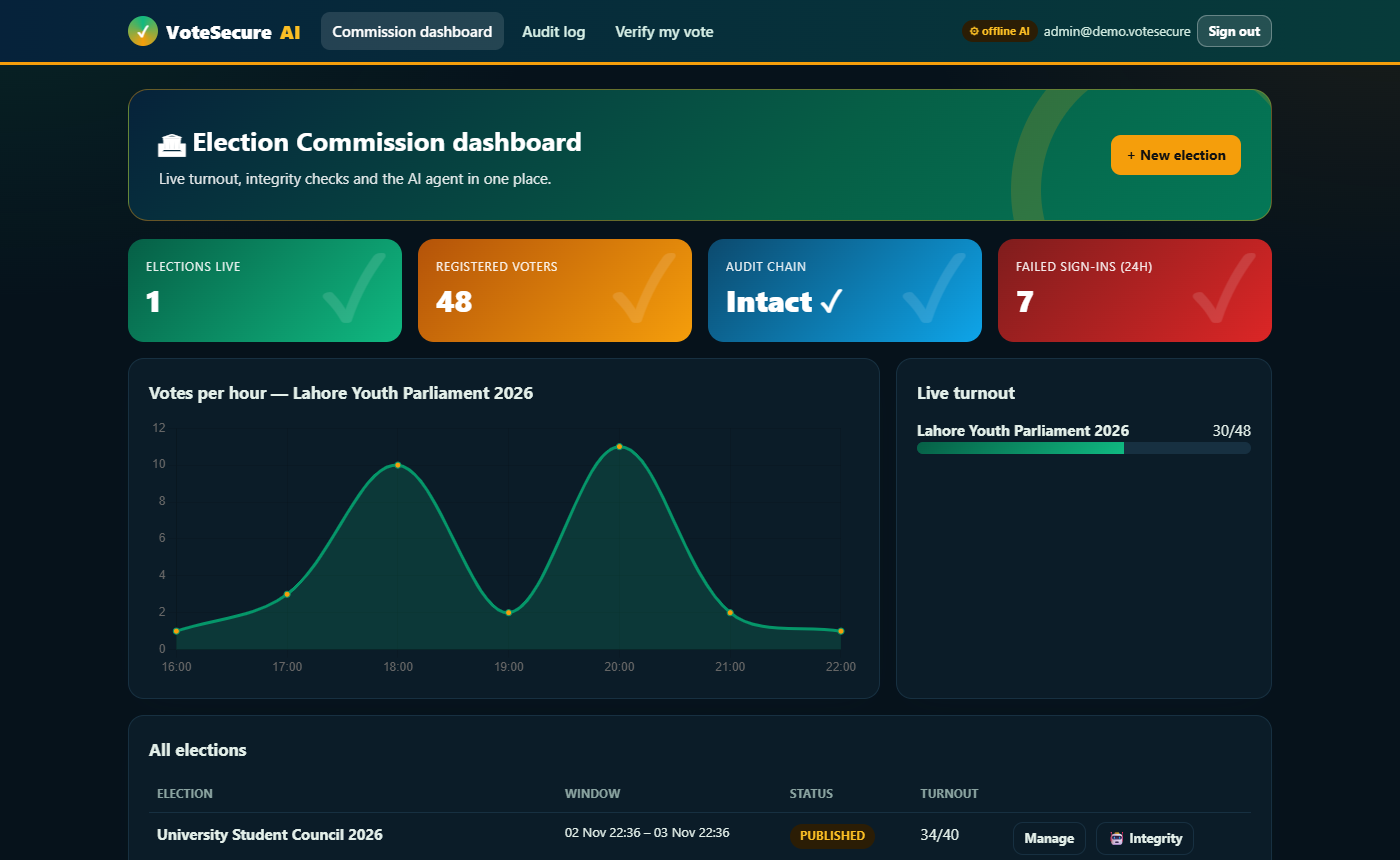 ✓ VoteSecure AI Commission dashboard Audit log Verify my vote ⚙ offline AI admin@demo.votesecure Sign out
Election Commission dashboard
Live turnout, integrity checks and the AI agent in one place.
+ New election
ELECTIONS LIVE
1
REGISTERED VOTERS
48
AUDIT CHAIN
Intact ✓
FAILED SIGN-INS (24H)
7
Votes per hour — Lahore Youth Parliament 2026
12
10
8
6
4
2
0
16:00 17:00 18:00 19:00 20:00 21:00 22:00
Live turnout
Lahore Youth Parliament 2026 30/48
All elections
ELECTION WINDOW STATUS TURNOUT
University Student Council 2026 02 Nov 22:36 – 03 Nov 22:36 PUBLISHED 34/40 Manage Integrity